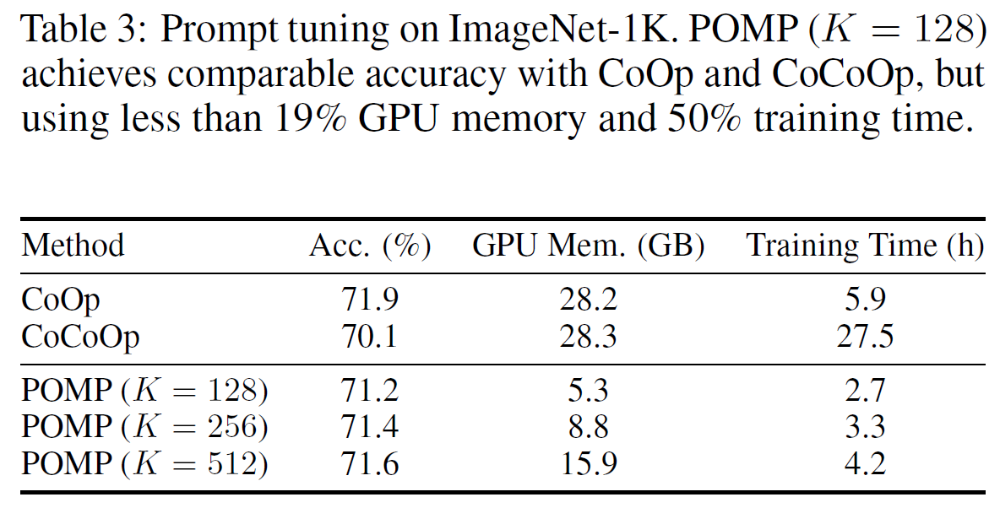 Table 3: Prompt tuning on ImageNet-1K. POMP (K = 128)
achieves comparable accuracy with CoOp and CoCoOp, but
using less than 19% GPU memory and 50% training time.
Method Acc. (%) GPU Mem. (GB) Training Time (h)
CoOp 71.9 28.2 5.9
CoCoOp 70.1 28.3 27.5
POMP (K = 128) 71.2 5.3 2.7
POMP (K = 256) 71.4 8.8 3.3
POMP (K = 512) 71.6 15.9 4.2